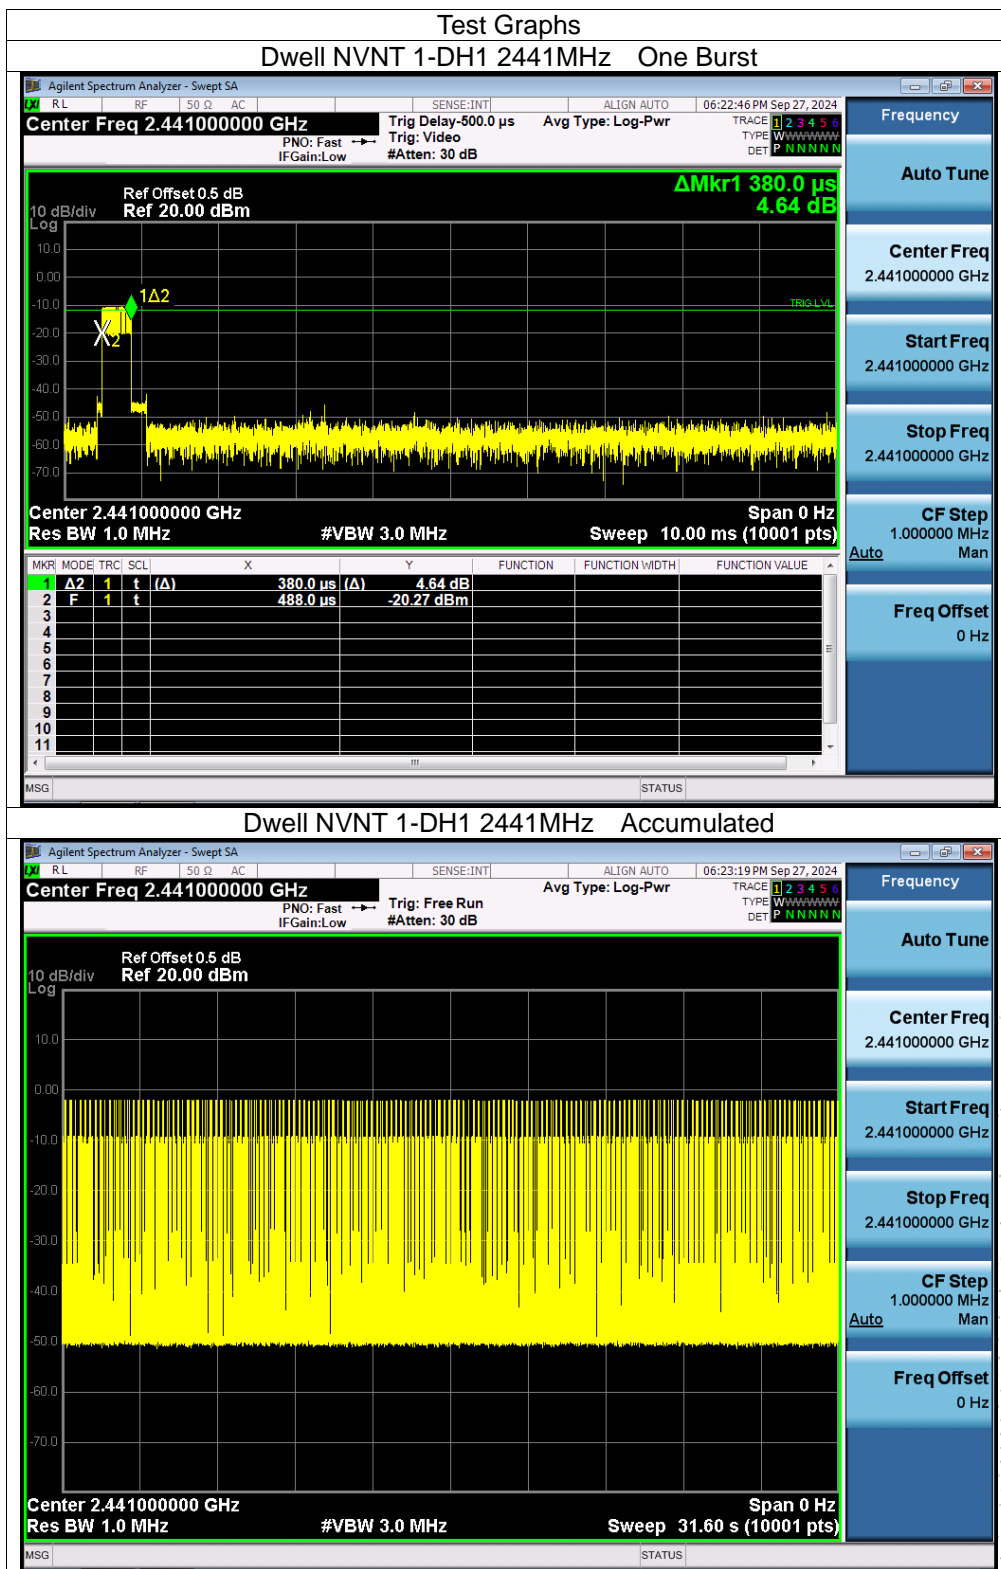 Test Graphs
Dwell NVNT 1-DH1 2441MHz One Burst
Agilent Spectrum Analyzer - Swept SA
LXI RL RF 50 Ω AC SENSE:INT ALIGN AUTO 06:22:46 PM Sep 27, 2024
Center Freq 2.441000000 GHz
Trig Delay-500.0 µs Avg Type: Log-Pwr
PNO: Fast Trig: Video
IFGain:Low #Atten: 30 dB
TRACE 1 2 3 4 5 6
TYPE WWWWWW
DET P N N N N N
Ref Offset 0.5 dB
10 dB/div Ref 20.00 dBm
Log
ΔMkr1 380.0 µs
4.64 dB
10.0
0.00
-10.0
-20.0
-30.0
-40.0
-50.0
-60.0
-70.0
1Δ2
2
TRIG LVL
Center 2.441000000 GHz Span 0 Hz
Res BW 1.0 MHz #VBW 3.0 MHz Sweep 10.00 ms (10001 pts)
MKR MODE TRC SCL X Y FUNCTION FUNCTION WIDTH FUNCTION VALUE
1 Δ2 1 t (Δ) 380.0 µs (Δ) 4.64 dB
2 F 1 t 488.0 µs -20.27 dBm
3
4
5
6
7
8
9
10
11
MSG STATUS
Frequency
Auto Tune
Center Freq
2.441000000 GHz
Start Freq
2.441000000 GHz
Stop Freq
2.441000000 GHz
CF Step
1.000000 MHz
Auto Man
Freq Offset
0 Hz
Dwell NVNT 1-DH1 2441MHz Accumulated
Agilent Spectrum Analyzer - Swept SA
LXI RL RF 50 Ω AC SENSE:INT ALIGN AUTO 06:23:19 PM Sep 27, 2024
Center Freq 2.441000000 GHz
Avg Type: Log-Pwr
PNO: Fast Trig: Free Run
IFGain:Low #Atten: 30 dB
TRACE 1 2 3 4 5 6
TYPE WWWWWW
DET P N N N N N
Ref Offset 0.5 dB
10 dB/div Ref 20.00 dBm
Log
10.0
0.00
-10.0
-20.0
-30.0
-40.0
-50.0
-60.0
-70.0
Center 2.441000000 GHz Span 0 Hz
Res BW 1.0 MHz #VBW 3.0 MHz Sweep 31.60 s (10001 pts)
MSG STATUS
Frequency
Auto Tune
Center Freq
2.441000000 GHz
Start Freq
2.441000000 GHz
Stop Freq
2.441000000 GHz
CF Step
1.000000 MHz
Auto Man
Freq Offset
0 Hz